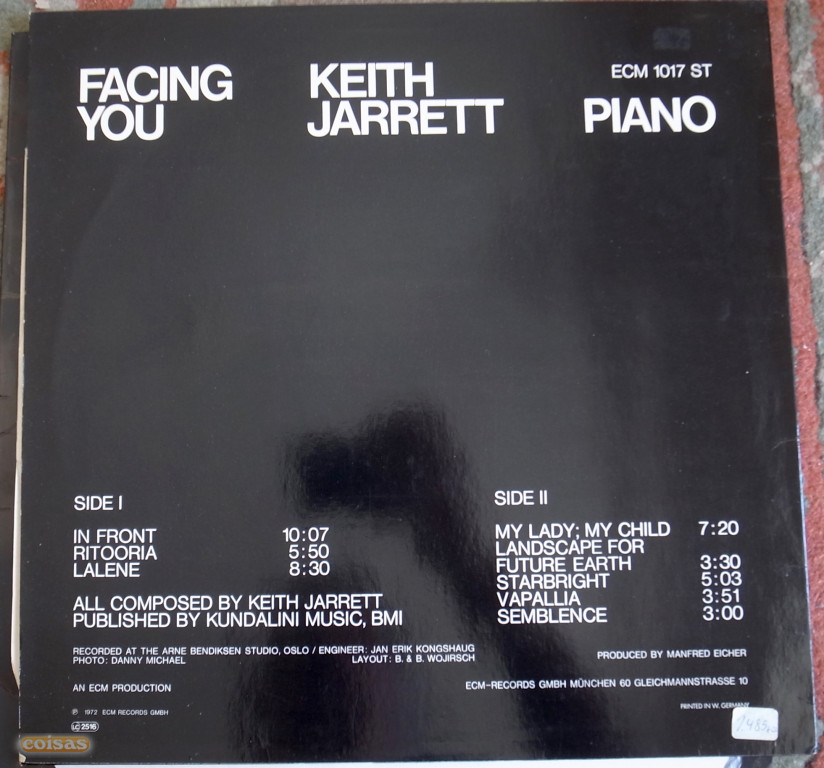 FACING
YOU
KEITH
JARRETT
ECM 1017 ST
PIANO
SIDE I
IN FRONT 10:07
RITOORIA 5:50
LALENE 8:30
ALL COMPOSED BY KEITH JARRETT
PUBLISHED BY KUNDALINI MUSIC, BMI
SIDE II
MY LADY; MY CHILD 7:20
LANDSCAPE FOR
FUTURE EARTH 3:30
STARBRIGHT 5:03
VAPALLIA 3:51
SEMBLENCE 3:00
RECORDED AT THE ARNE BENDIKSEN STUDIO, OSLO / ENGINEER: JAN ERIK KONGSHAUG
PHOTO: DANNY MICHAEL LAYOUT: B. & B. WOJIRSCH
PRODUCED BY MANFRED EICHER
AN ECM PRODUCTION
ECM-RECORDS GMBH MÜNCHEN 60 GLEICHMANNSTRASSE 10
℗ 1972 ECM RECORDS GMBH
PRINTED IN W. GERMANY
LC 2516
coisas